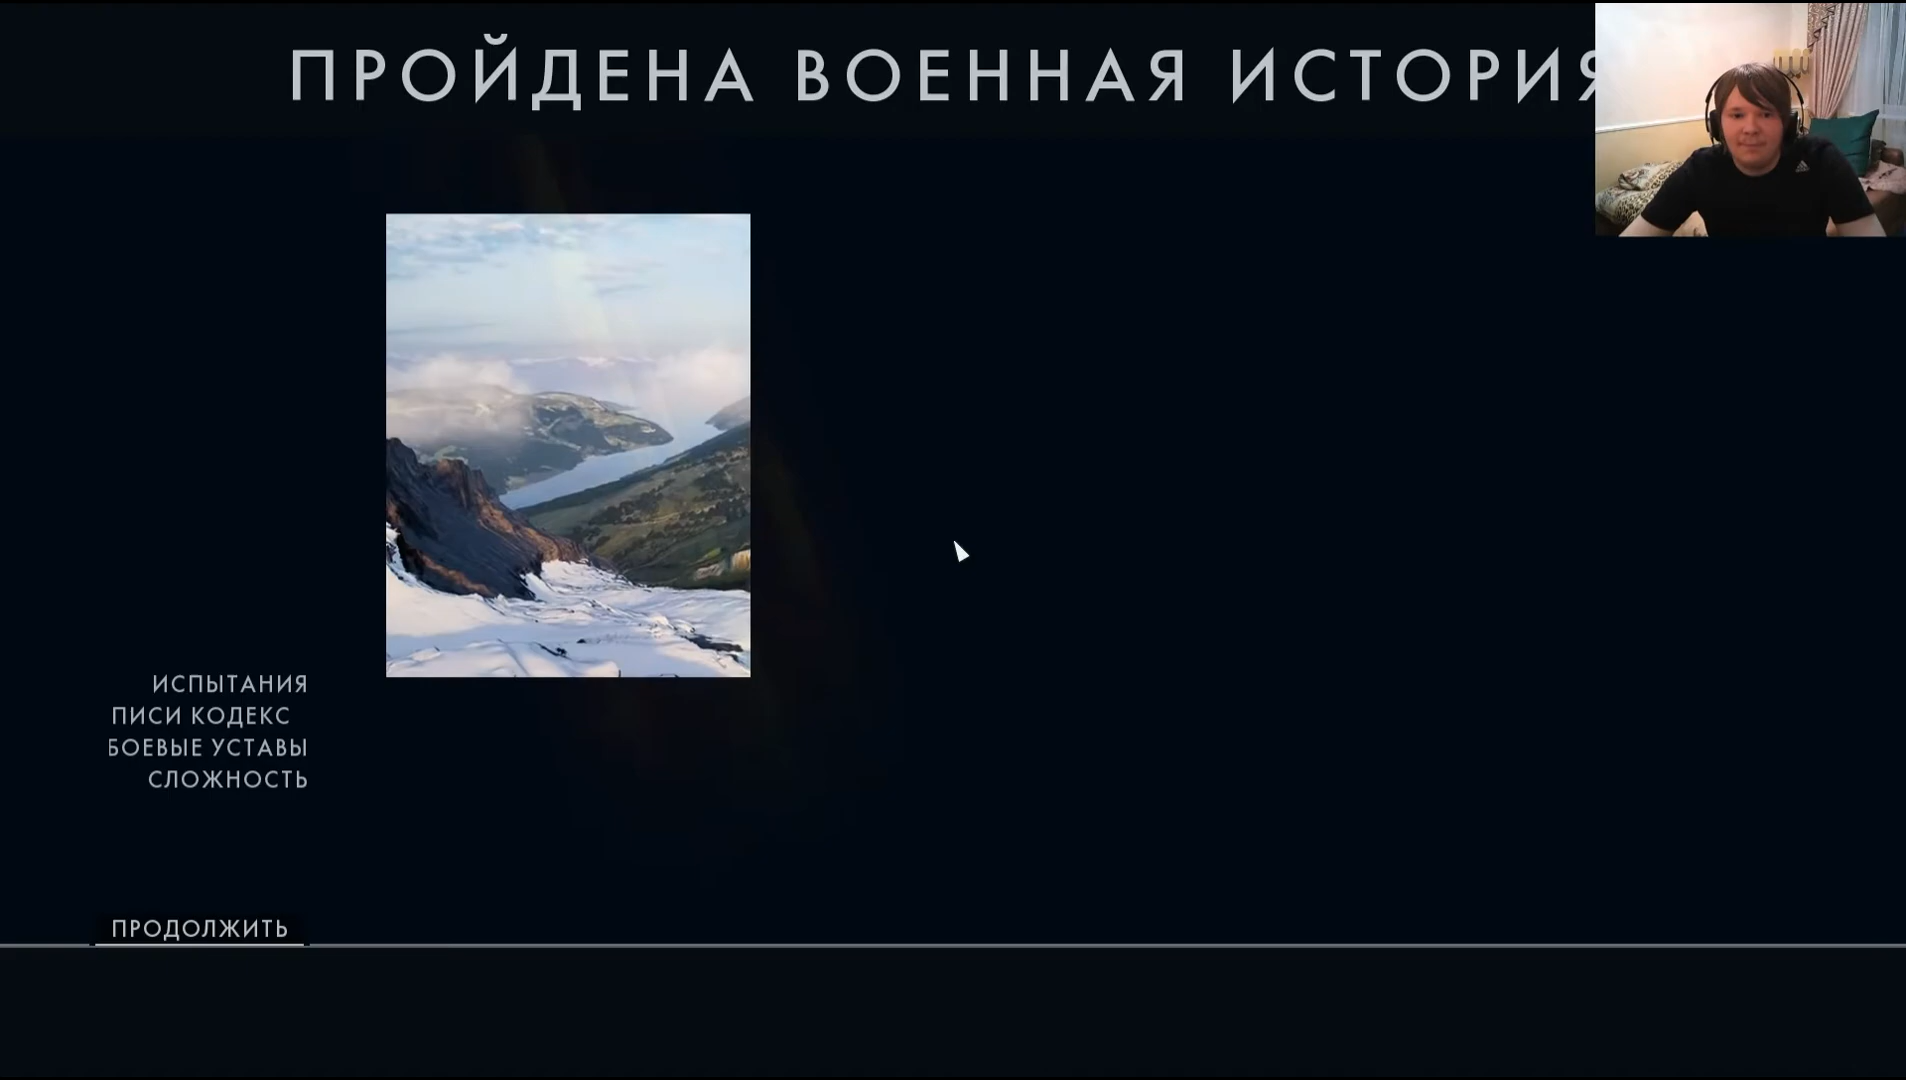 ПРОЙДЕНА ВОЕННАЯ ИСТОРИЯ
ИСПЫТАНИЯ
ПИСИ КОДЕКС
БОЕВЫЕ УСТАВЫ
СЛОЖНОСТЬ
ПРОДОЛЖИТЬ